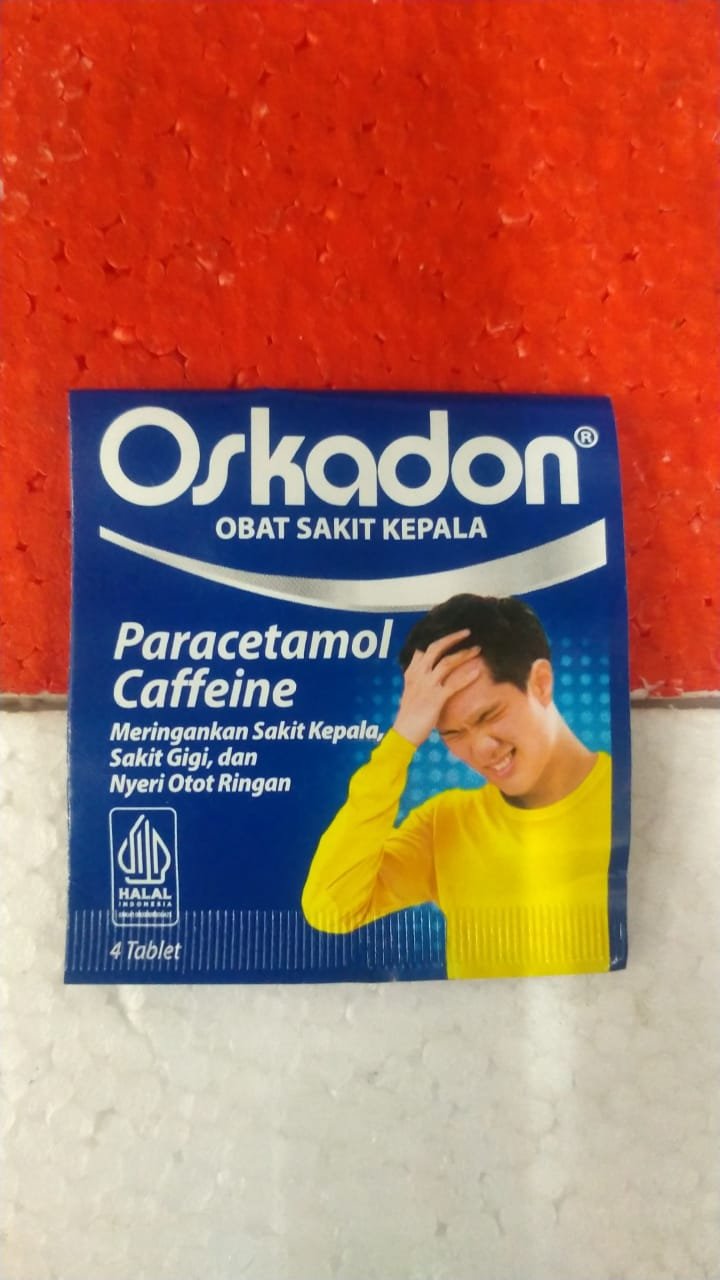 Oskadon®
OBAT SAKIT KEPALA
Paracetamol
Caffeine
Meringankan Sakit Kepala,
Sakit Gigi, dan
Nyeri Otot Ringan
HALAL
INDONESIA
4 Tablet